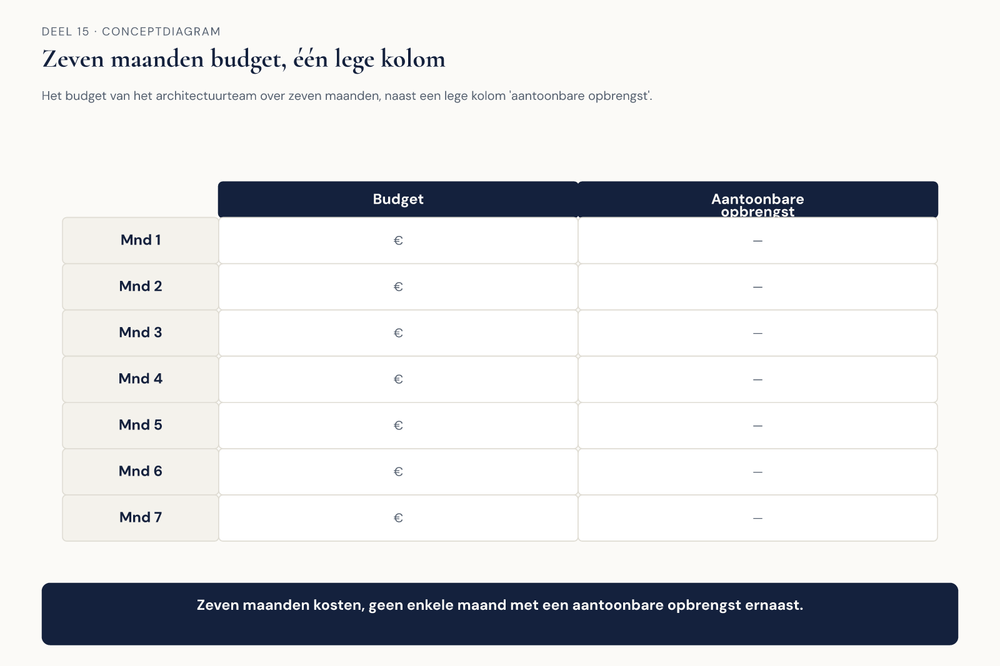 DEEL 15 · CONCEPTDIAGRAM
Zeven maanden budget, één lege kolom
Het budget van het architectuurteam over zeven maanden, naast een lege kolom 'aantoonbare opbrengst'.
Budget
Aantoonbare
opbrengst
Mnd 1
€
—
Mnd 2
€
—
Mnd 3
€
—
Mnd 4
€
—
Mnd 5
€
—
Mnd 6
€
—
Mnd 7
€
—
Zeven maanden kosten, geen enkele maand met een aantoonbare opbrengst ernaast.